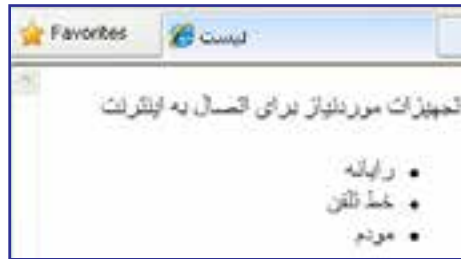 Favorites
لیست
تجهیزات موردنیاز برای اتصال به اینترنت
• رایانه
• خط تلفن
• مودم